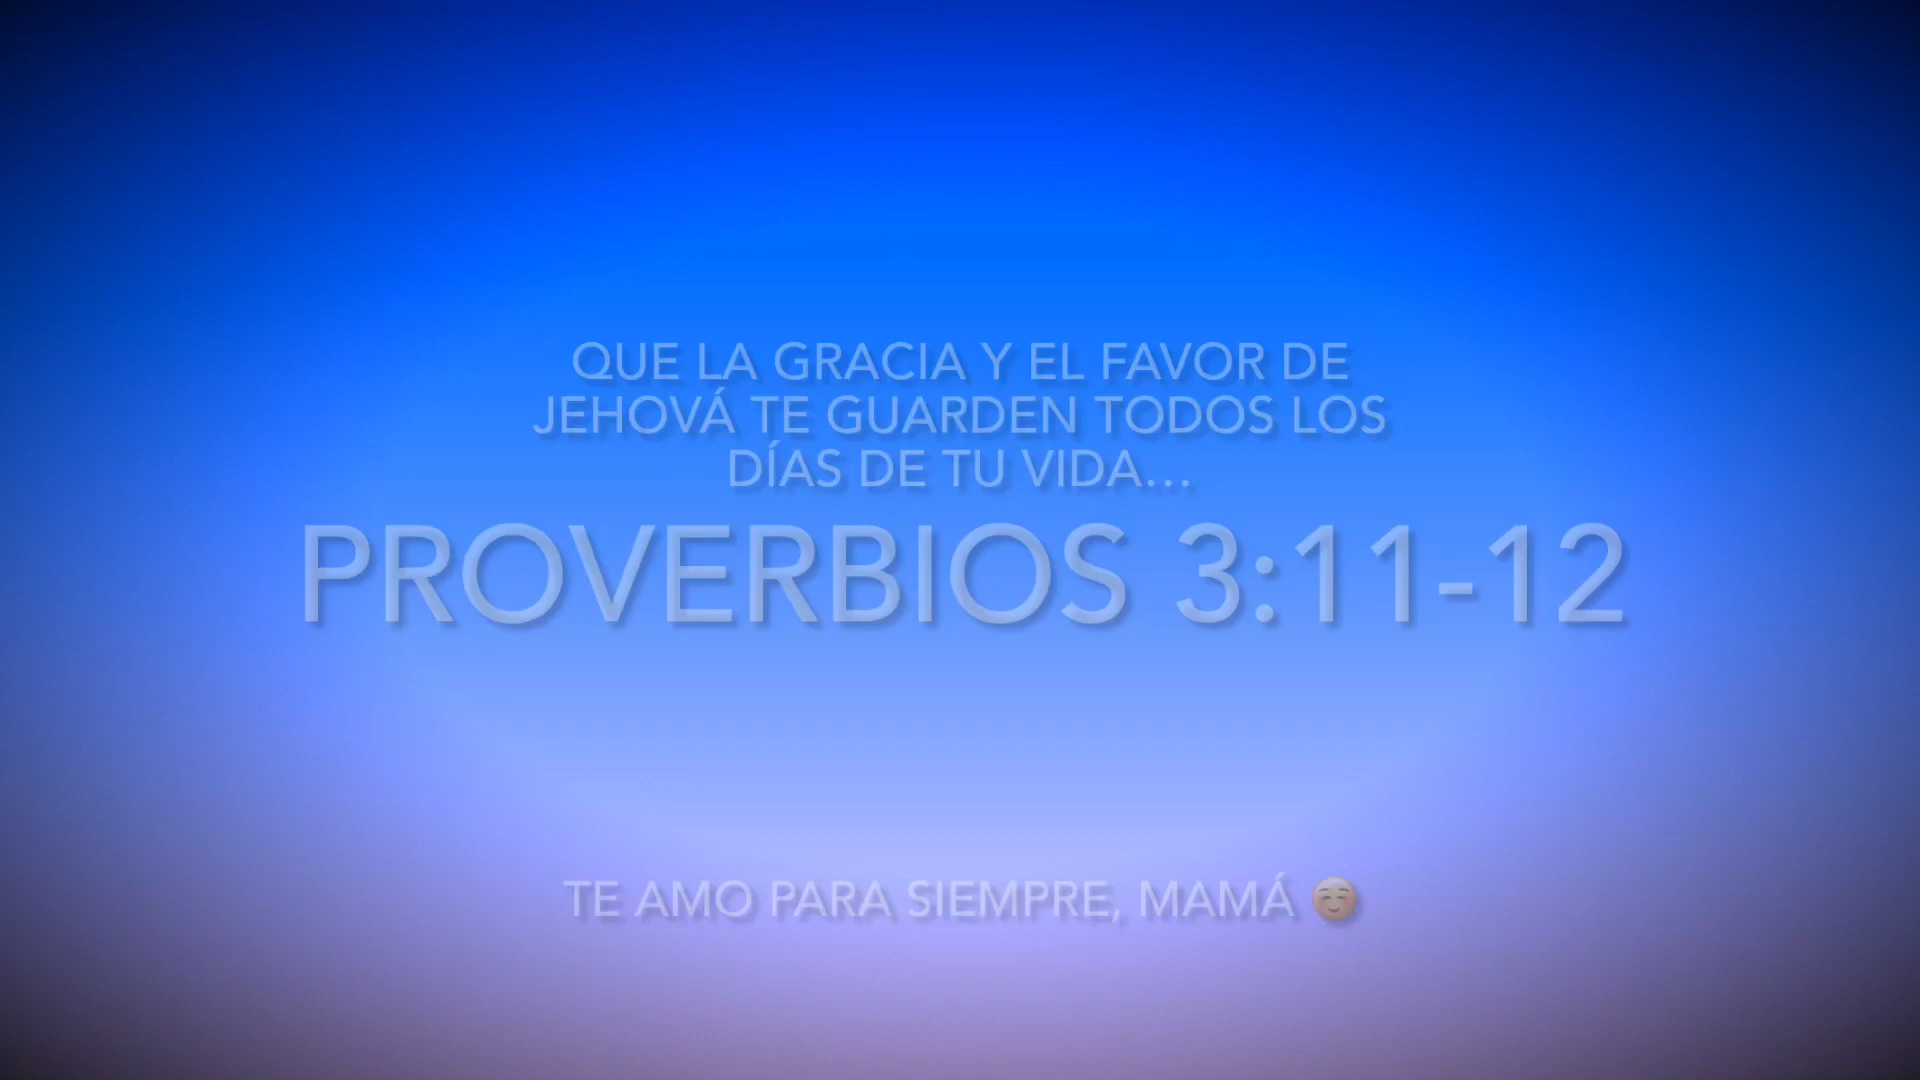 QUE LA GRACIA Y EL FAVOR DE
JEHOVÁ TE GUARDEN TODOS LOS
DÍAS DE TU VIDA...
PROVERBIOS 3:11-12
TE AMO PARA SIEMPRE, MAMÁ ☺️